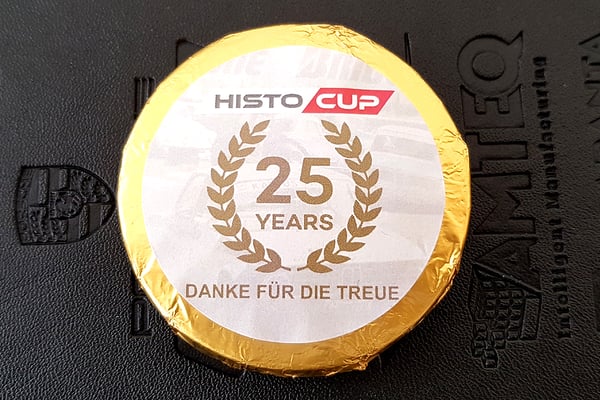 HISTO CUP
25
YEARS
DANKE FÜR DIE TREUE
AMTEQ
Intelligent Manufacturing